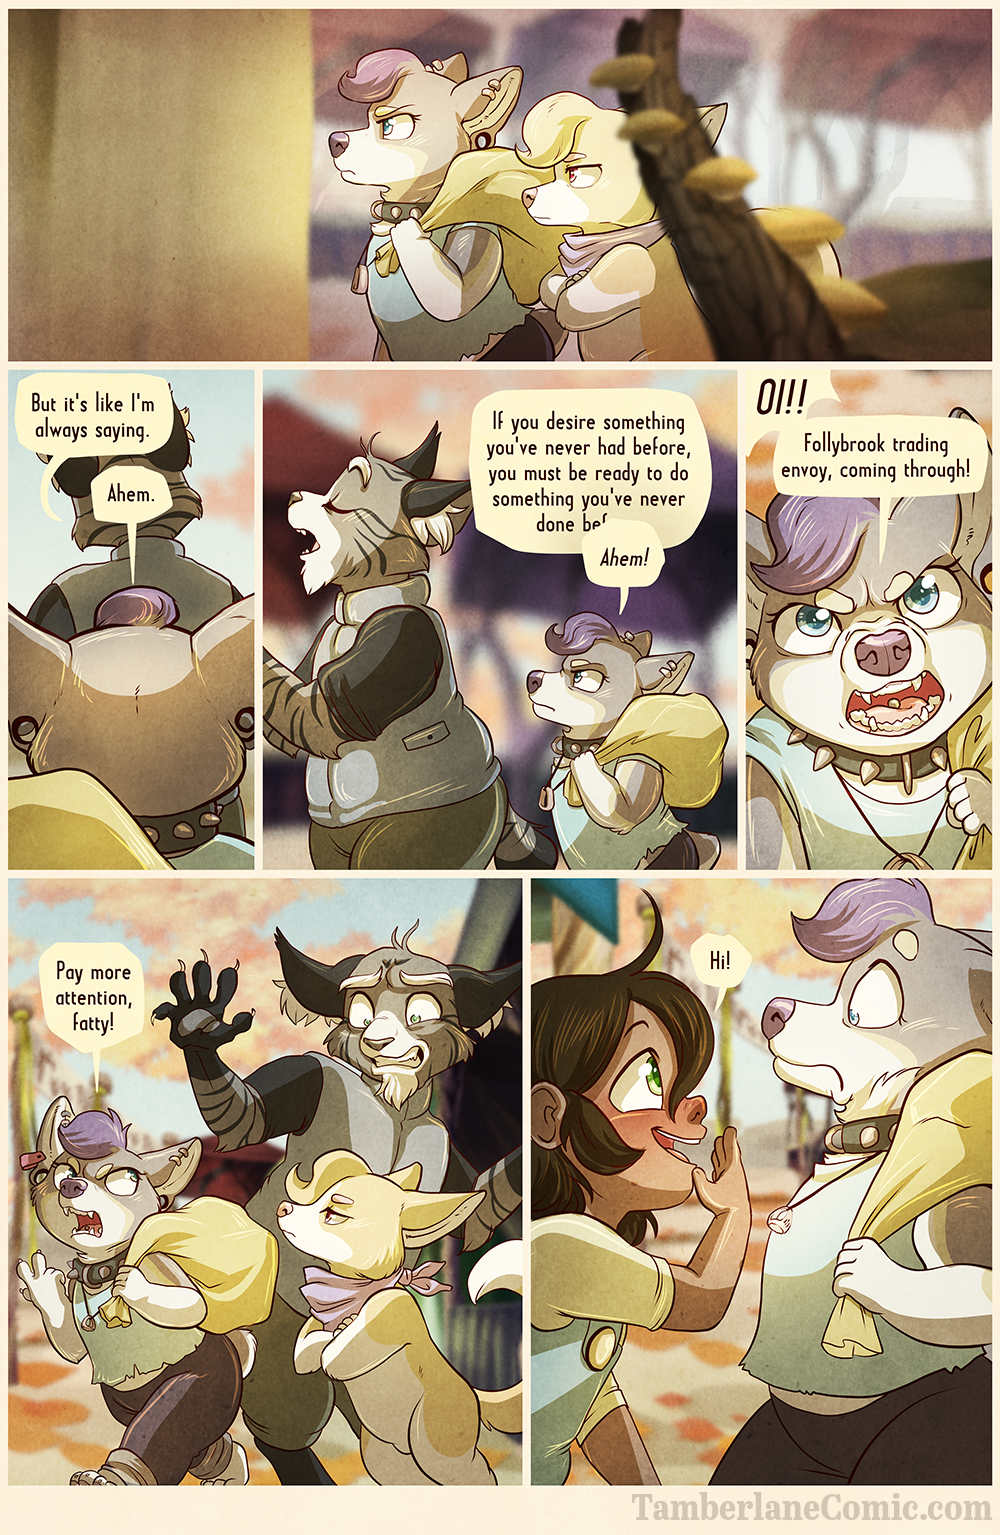 But it's like I'm
always saying.
Ahem.
If you desire something
you've never had before,
you must be ready to do
something you've never
done bef
Ahem!
OI!!
Follybrook trading
envoy, coming through!
Pay more
attention,
fatty!
Hi!
TamberlaneComic.com